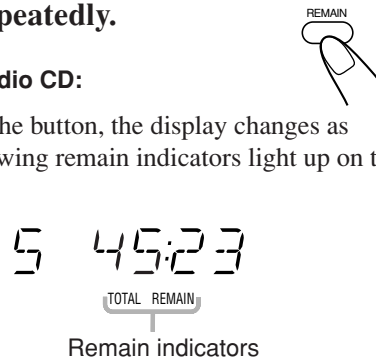 peatedly.
REMAIN
dio CD:
he button, the display changes as
wing remain indicators light up on t
5 45:23
TOTAL REMAIN
Remain indicators